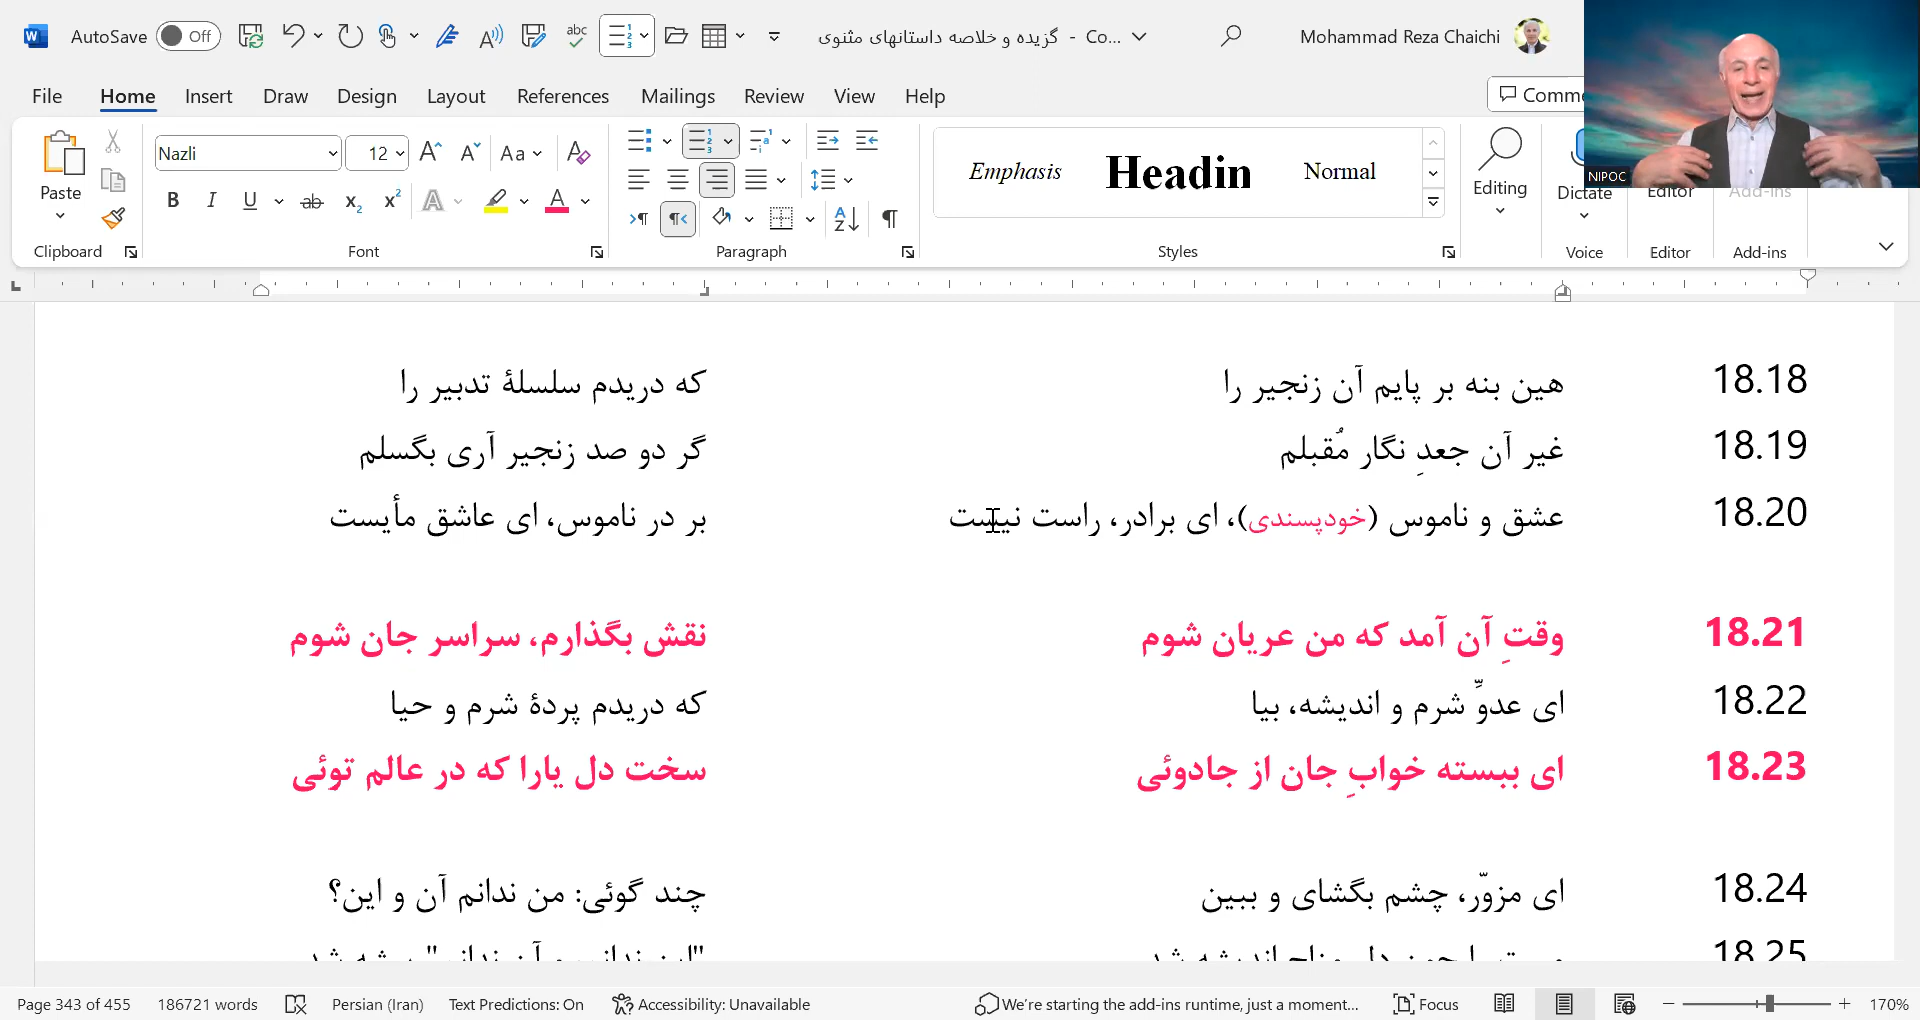 AutoSave Off گزیده و خلاصه داستانهای مثنوی - Co... Mohammad Reza Chaichi
File Home Insert Draw Design Layout References Mailings Review View Help Comme
Paste Nazli 12 Aa Emphasis Headin Normal Editing Dictate Editor Add-ins
NIPOC
Clipboard Font Paragraph Styles Voice Editor Add-ins
18.18 هین بنه بر پایم آن زنجیر را که دریدم سلسلهٔ تدبیر را
18.19 غیر آن جعدِ نگار مُقبلم گر دو صد زنجیر آری بگسلم
18.20 عشق و ناموس (خودپسندی)، ای برادر، راست نیست بر در ناموس، ای عاشق مأیست
18.21 وقتِ آن آمد که من عریان شوم نقش بگذارم، سراسر جان شوم
18.22 ای عدوِّ شرم و اندیشه، بیا که دریدم پردهٔ شرم و حیا
18.23 ای ببسته خوابِ جان از جادوئی سخت دل یارا که در عالم توئی
18.24 ای مزوّر، چشم بگشای و ببین چند گوئی: من ندانم آن و این؟
18.25
Page 343 of 455 186721 words Persian (Iran) Text Predictions: On Accessibility: Unavailable We're starting the add-ins runtime, just a moment... Focus 170%